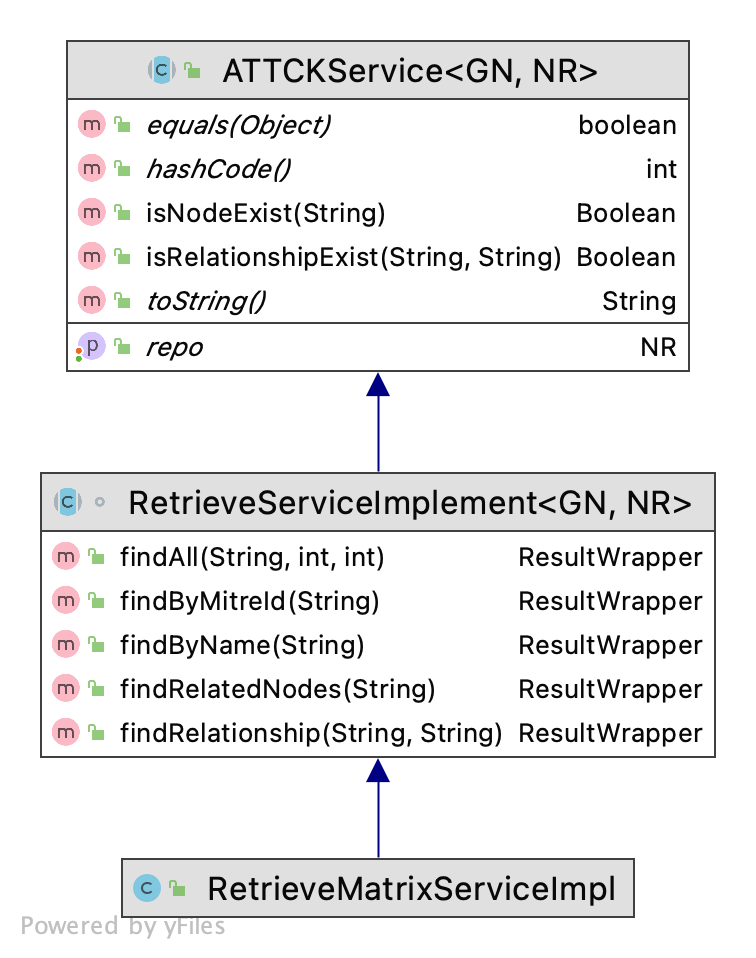 C ATTCKService<GN, NR>
m equals(Object) boolean
m hashCode() int
m isNodeExist(String) Boolean
m isRelationshipExist(String, String) Boolean
m toString() String
p repo NR
C RetrieveServiceImplement<GN, NR>
m findAll(String, int, int) ResultWrapper
m findByMitreId(String) ResultWrapper
m findByName(String) ResultWrapper
m findRelatedNodes(String) ResultWrapper
m findRelationship(String, String) ResultWrapper
C RetrieveMatrixServiceImpl
Powered by yFiles